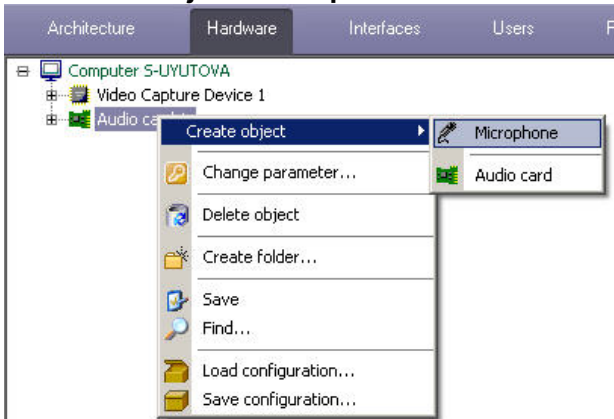 Architecture Hardware Interfaces Users
Computer S-UYUTOVA
Video Capture Device 1
Audio
Create object
Microphone
Change parameter...
Audio card
Delete object
Create folder...
Save
Find...
Load configuration...
Save configuration...